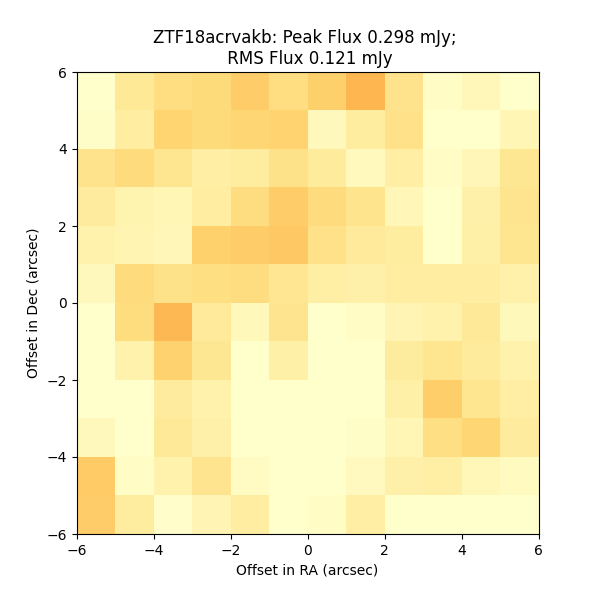 ZTF18acrvakb: Peak Flux 0.298 mJy;
RMS Flux 0.121 mJy
6
4
2
0
−2
−4
−6
Offset in Dec (arcsec)
−6 −4 −2 0 2 4 6
Offset in RA (arcsec)